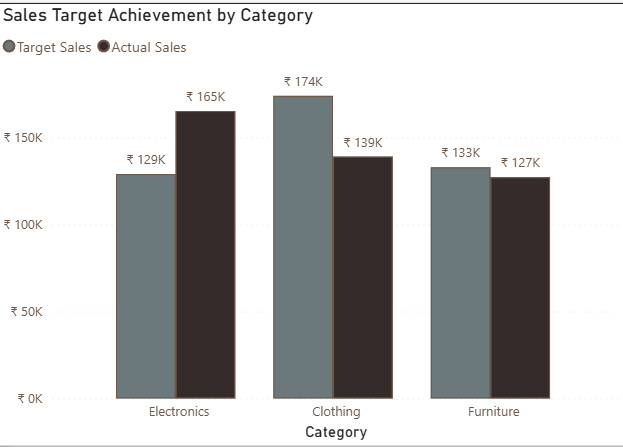 Sales Target Achievement by Category
Target Sales Actual Sales
₹ 174K
₹ 165K
₹ 150K
₹ 139K
₹ 129K
₹ 133K
₹ 127K
₹ 100K
₹ 50K
₹ 0K
Electronics Clothing Furniture
Category